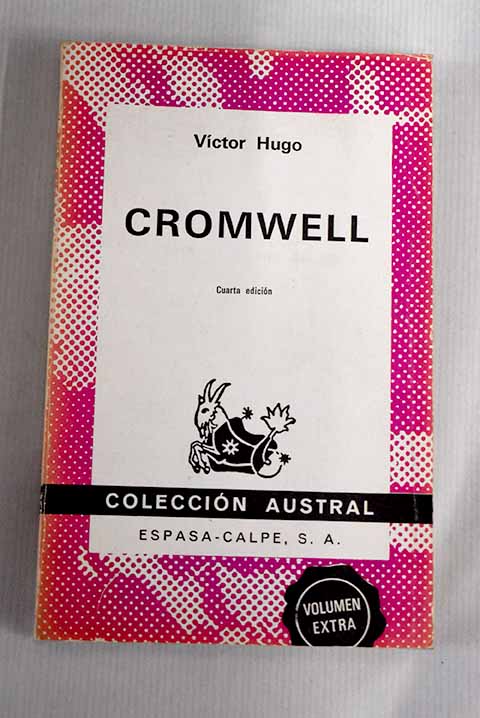 Víctor Hugo
CROMWELL
Cuarta edición
COLECCIÓN AUSTRAL
ESPASA-CALPE, S. A.
VOLUMEN
EXTRA